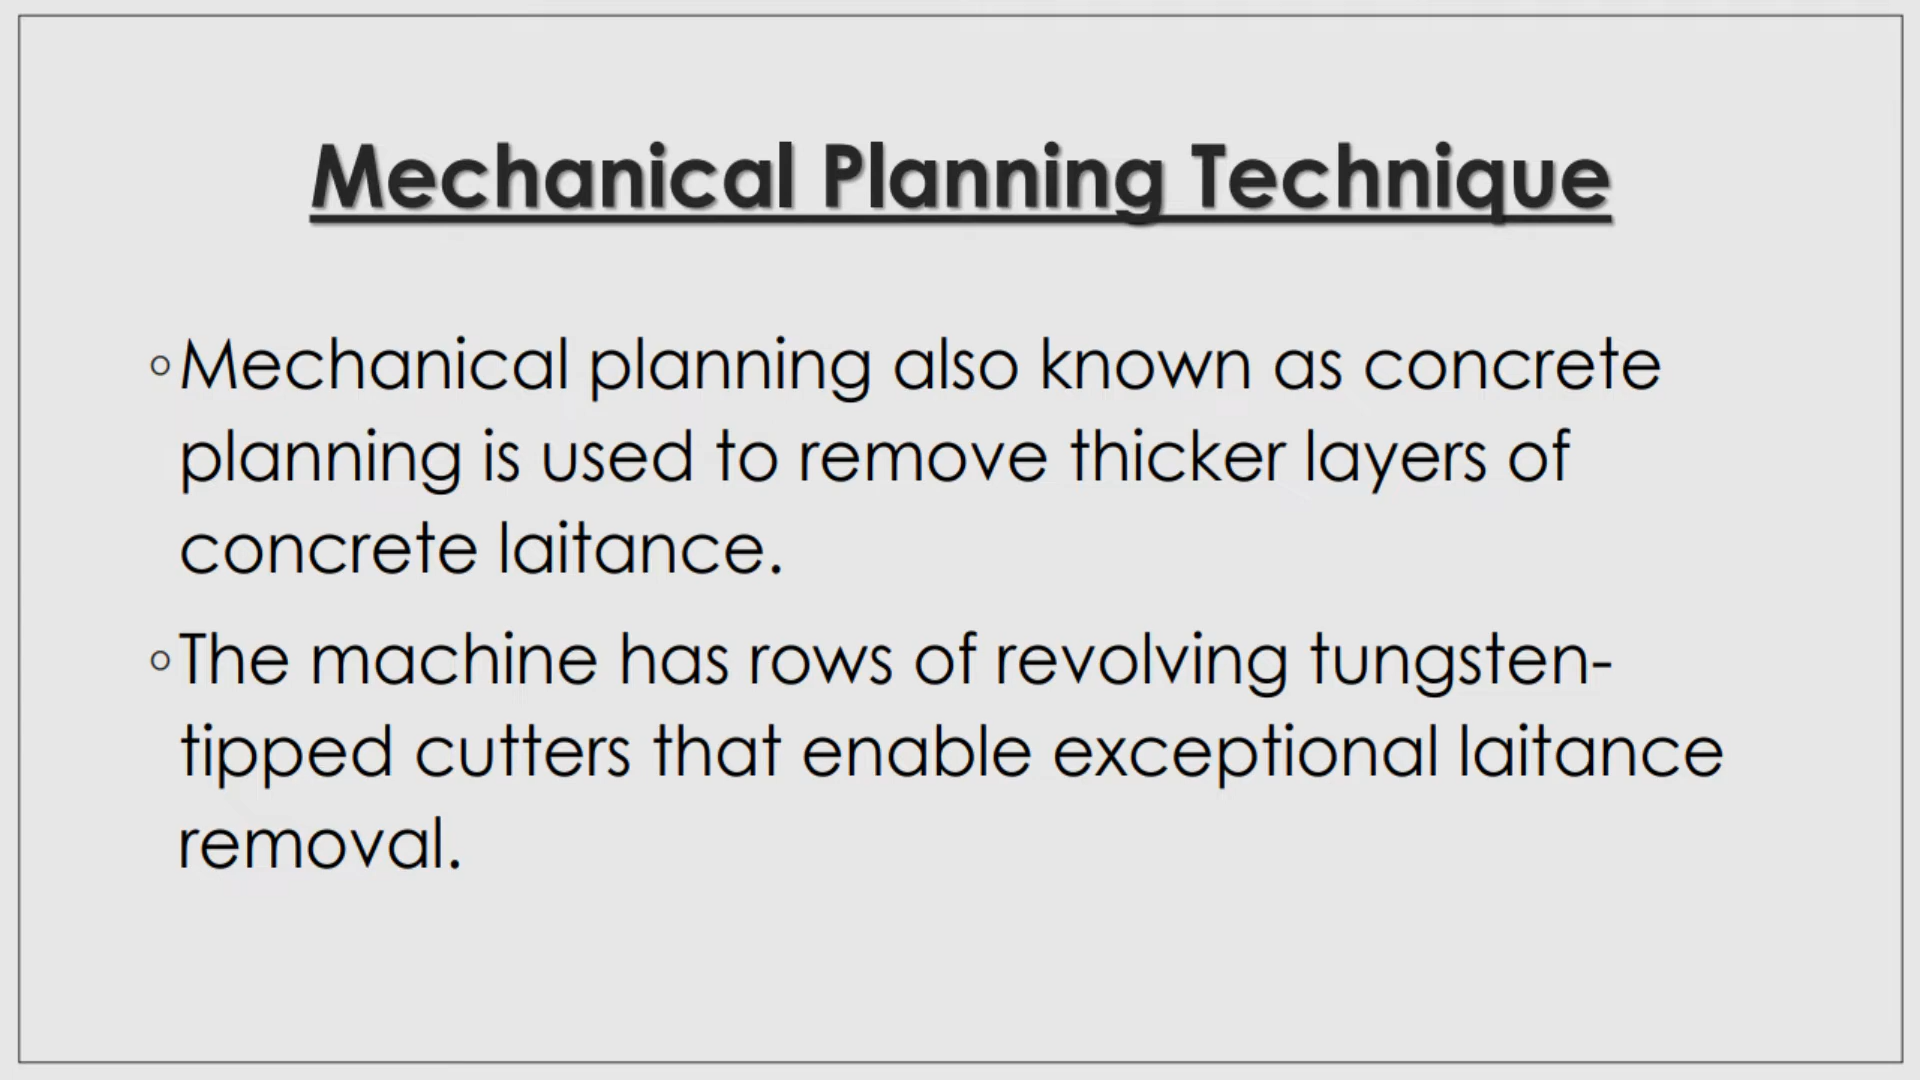 Mechanical Planning Technique
◦Mechanical planning also known as concrete
planning is used to remove thicker layers of
concrete laitance.
◦The machine has rows of revolving tungsten-
tipped cutters that enable exceptional laitance
removal.